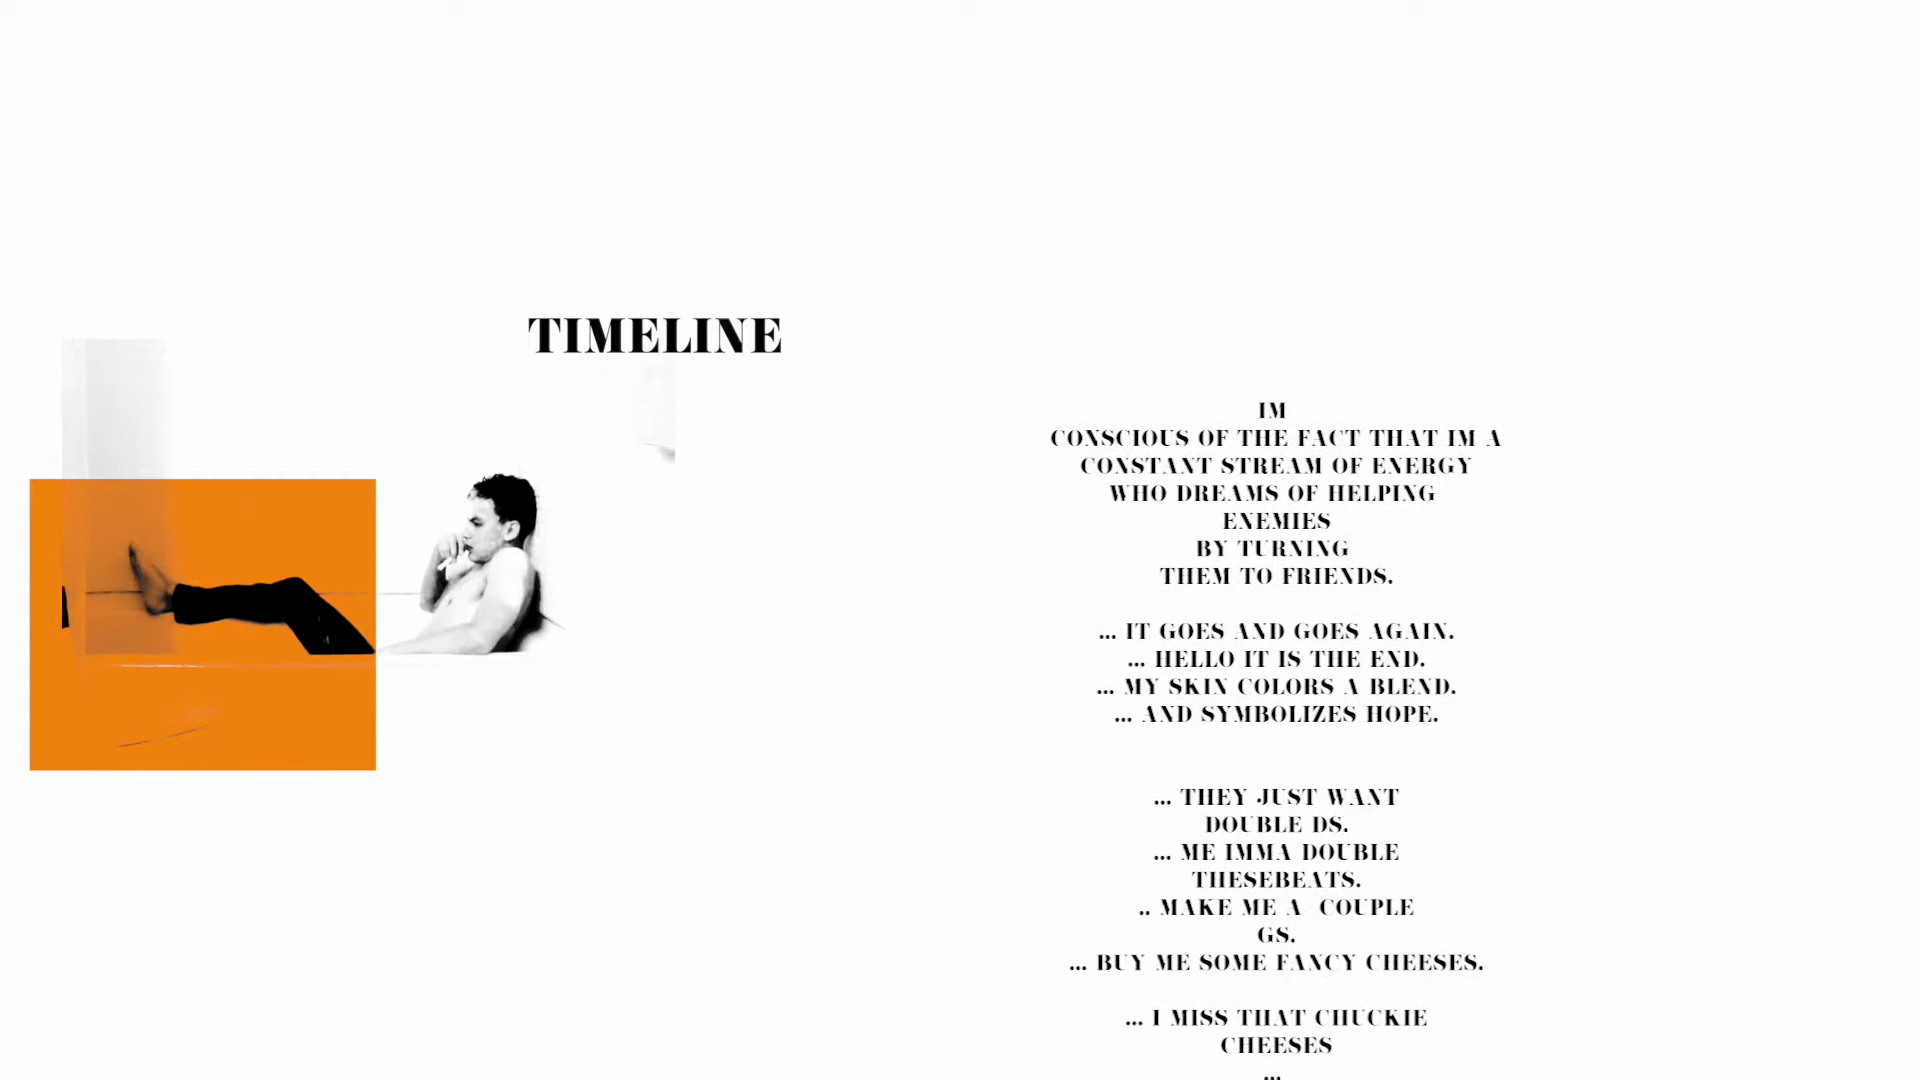 TIMELINE
IM
CONSCIOUS OF THE FACT THAT IM A
CONSTANT STREAM OF ENERGY
WHO DREAMS OF HELPING
ENEMIES
BY TURNING
THEM TO FRIENDS.
... IT GOES AND GOES AGAIN.
... HELLO IT IS THE END.
... MY SKIN COLORS A BLEND.
... AND SYMBOLIZES HOPE.
... THEY JUST WANT
DOUBLE DS.
... ME IMMA DOUBLE
THESEBEATS.
.. MAKE ME A  COUPLE
GS.
... BUY ME SOME FANCY CHEESES.
... I MISS THAT CHUCKIE
CHEESES
...